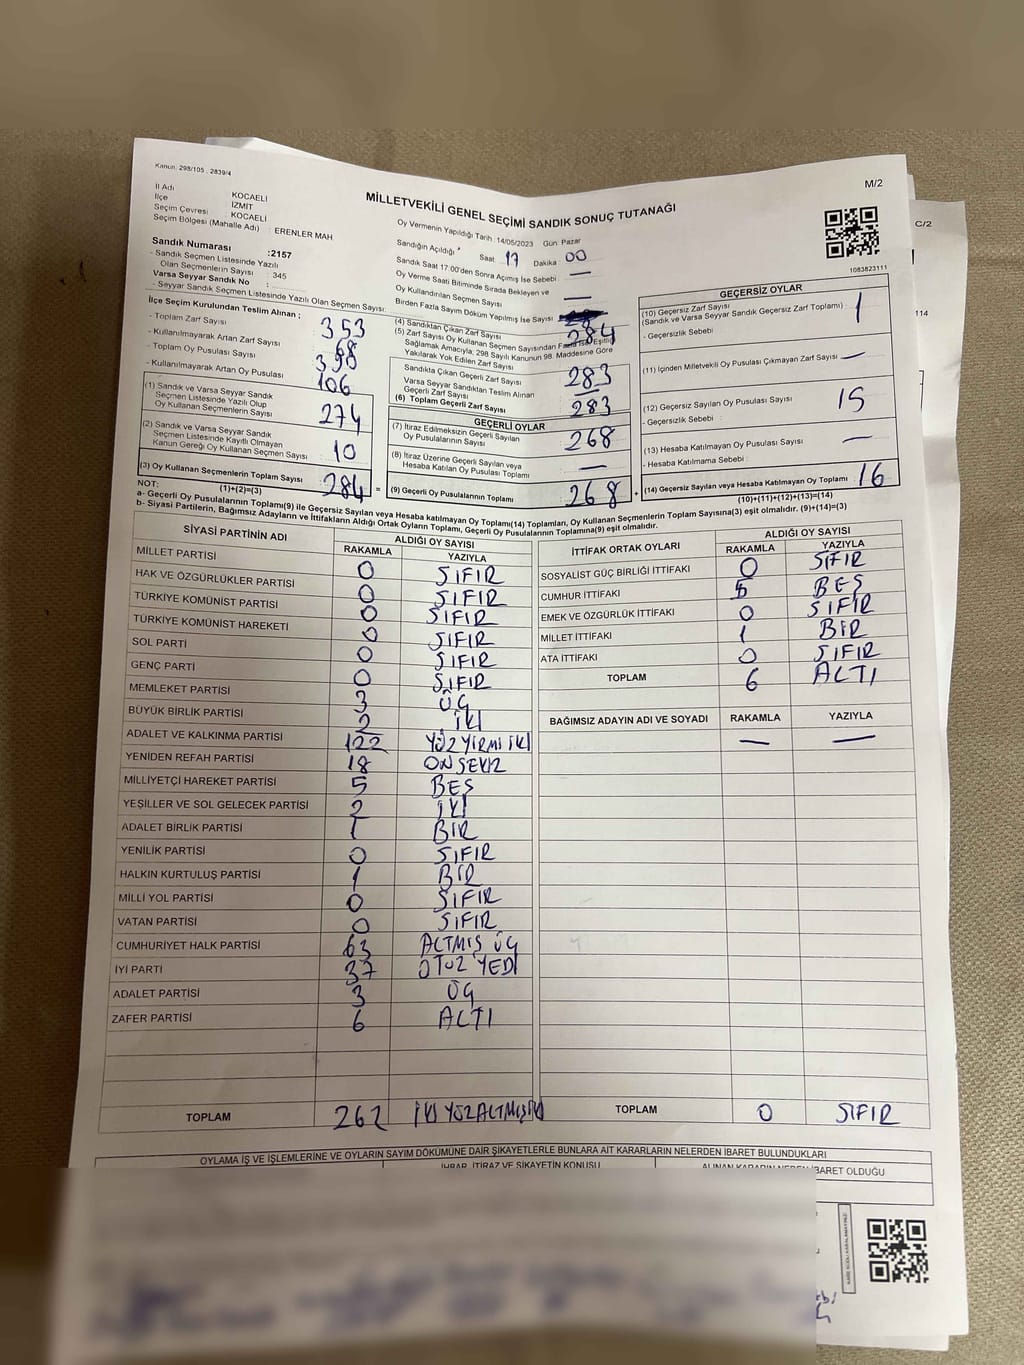 Kanun: 298/105 , 2839/4
M/2
C/2
MİLLETVEKİLİ GENEL SEÇİMİ SANDIK SONUÇ TUTANAĞI
İl Adı : KOCAELİ
İlçe : İZMİT
Seçim Çevresi : KOCAELİ
Seçim Bölgesi (Mahalle Adı) : ERENLER MAH
Sandık Numarası :2157
- Sandık Seçmen Listesinde Yazılı
Olan Seçmenlerin Sayısı : 345
Varsa Seyyar Sandık No :
- Seyyar Sandık Seçmen Listesinde Yazılı Olan Seçmen Sayısı:
Oy Vermenin Yapıldığı Tarih :14/05/2023 Gün: Pazar
Sandığın Açıldığı Saat 17 Dakika 00
Sandık Saat 17:00'den Sonra Açılmış İse Sebebi —
Oy Verme Saati Bitiminde Sırada Bekleyen ve
Oy Kullandırılan Seçmen Sayısı —
Birden Fazla Sayım Döküm Yapılmış İse Sayısı
1083823111
114
İlçe Seçim Kurulundan Teslim Alınan ;
- Toplam Zarf Sayısı 353
- Kullanılmayarak Artan Zarf Sayısı 68
- Toplam Oy Pusulası Sayısı 398
- Kullanılmayarak Artan Oy Pusulası 106
(1) Sandık ve Varsa Seyyar Sandık
Seçmen Listesinde Yazılı Olup
Oy Kullanan Seçmenlerin Sayısı 274
(2) Sandık ve Varsa Seyyar Sandık
Seçmen Listesinde Kayıtlı Olmayan
Kanun Gereği Oy Kullanan Seçmen Sayısı 10
(3) Oy Kullanan Seçmenlerin Toplam Sayısı 284
(1)+(2)=(3)
(4) Sandıktan Çıkan Zarf Sayısı 284
(5) Zarf Sayısı Oy Kullanan Seçmen Sayısından Fazla İse Eşitliği
Sağlamak Amacıyla; 298 Sayılı Kanunun 98. Maddesine Göre
Yakılarak Yok Edilen Zarf Sayısı
Sandıkta Çıkan Geçerli Zarf Sayısı 283
Varsa Seyyar Sandıktan Teslim Alınan
Geçerli Zarf Sayısı —
(6) Toplam Geçerli Zarf Sayısı 283
GEÇERLİ OYLAR
(7) İtiraz Edilmeksizin Geçerli Sayılan
Oy Pusulalarının Sayısı 268
(8) İtiraz Üzerine Geçerli Sayılan veya
Hesaba Katılan Oy Pusulası Toplamı —
= (9) Geçerli Oy Pusulalarının Toplamı 268 +
GEÇERSİZ OYLAR
(10) Geçersiz Zarf Sayısı
(Sandık ve Varsa Seyyar Sandık Geçersiz Zarf Toplamı) : 1
- Geçersizlik Sebebi :
(11) İçinden Milletvekili Oy Pusulası Çıkmayan Zarf Sayısı —
(12) Geçersiz Sayılan Oy Pusulası Sayısı 15
- Geçersizlik Sebebi :
(13) Hesaba Katılmayan Oy Pusulası Sayısı —
- Hesaba Katılmama Sebebi :
(14) Geçersiz Sayılan veya Hesaba Katılmayan Oy Toplamı 16
(10)+(11)+(12)+(13)=(14)
NOT:
a- Geçerli Oy Pusulalarının Toplamı(9) ile Geçersiz Sayılan veya Hesaba katılmayan Oy Toplamı(14) Toplamları, Oy Kullanan Seçmenlerin Toplam Sayısına(3) eşit olmalıdır. (9)+(14)=(3)
b- Siyasi Partilerin, Bağımsız Adayların ve İttifakların Aldığı Ortak Oyların Toplamı, Geçerli Oy Pusulalarının Toplamına(9) eşit olmalıdır.
SİYASİ PARTİNİN ADI ALDIĞI OY SAYISI
RAKAMLA YAZIYLA
MİLLET PARTİSİ 0 SIFIR
HAK VE ÖZGÜRLÜKLER PARTİSİ 0 SIFIR
TÜRKİYE KOMÜNİST PARTİSİ 0 SIFIR
TÜRKİYE KOMÜNİST HAREKETİ 0 SIFIR
SOL PARTİ 0 SIFIR
GENÇ PARTİ 0 SIFIR
MEMLEKET PARTİSİ 3 ÜÇ
BÜYÜK BİRLİK PARTİSİ 2 İKİ
ADALET VE KALKINMA PARTİSİ 122 YÜZ YİRMİ İKİ
YENİDEN REFAH PARTİSİ 18 ONSEKİZ
MİLLİYETÇİ HAREKET PARTİSİ 5 BEŞ
YEŞİLLER VE SOL GELECEK PARTİSİ 2 İKİ
ADALET BİRLİK PARTİSİ 1 BİR
YENİLİK PARTİSİ 0 SIFIR
HALKIN KURTULUŞ PARTİSİ 1 BİR
MİLLİ YOL PARTİSİ 0 SIFIR
VATAN PARTİSİ 0 SIFIR
CUMHURİYET HALK PARTİSİ 63 ALTMIŞ ÜÇ
İYİ PARTİ 37 OTUZ YEDİ
ADALET PARTİSİ 3 ÜÇ
ZAFER PARTİSİ 6 ALTI
TOPLAM 262 İKİ YÜZ ALTMIŞ İKİ
İTTİFAK ORTAK OYLARI ALDIĞI OY SAYISI
RAKAMLA YAZIYLA
SOSYALİST GÜÇ BİRLİĞİ İTTİFAKI 0 SIFIR
CUMHUR İTTİFAKI 5 BEŞ
EMEK VE ÖZGÜRLÜK İTTİFAKI 0 SIFIR
MİLLET İTTİFAKI 1 BİR
ATA İTTİFAKI 0 SIFIR
TOPLAM 6 ALTI
BAĞIMSIZ ADAYIN ADI VE SOYADI RAKAMLA YAZIYLA
— —
TOPLAM 0 SIFIR
OYLAMA İŞ VE İŞLEMLERİNE VE OYLARIN SAYIM DÖKÜMÜNE DAİR ŞİKAYETLERLE BUNLARA AİT KARARLARIN NELERDEN İBARET BULUNDUKLARI
İHBAR, İTİRAZ VE ŞİKAYETİN KONUSU ALINAN KARARIN NEDEN İBARET OLDUĞU